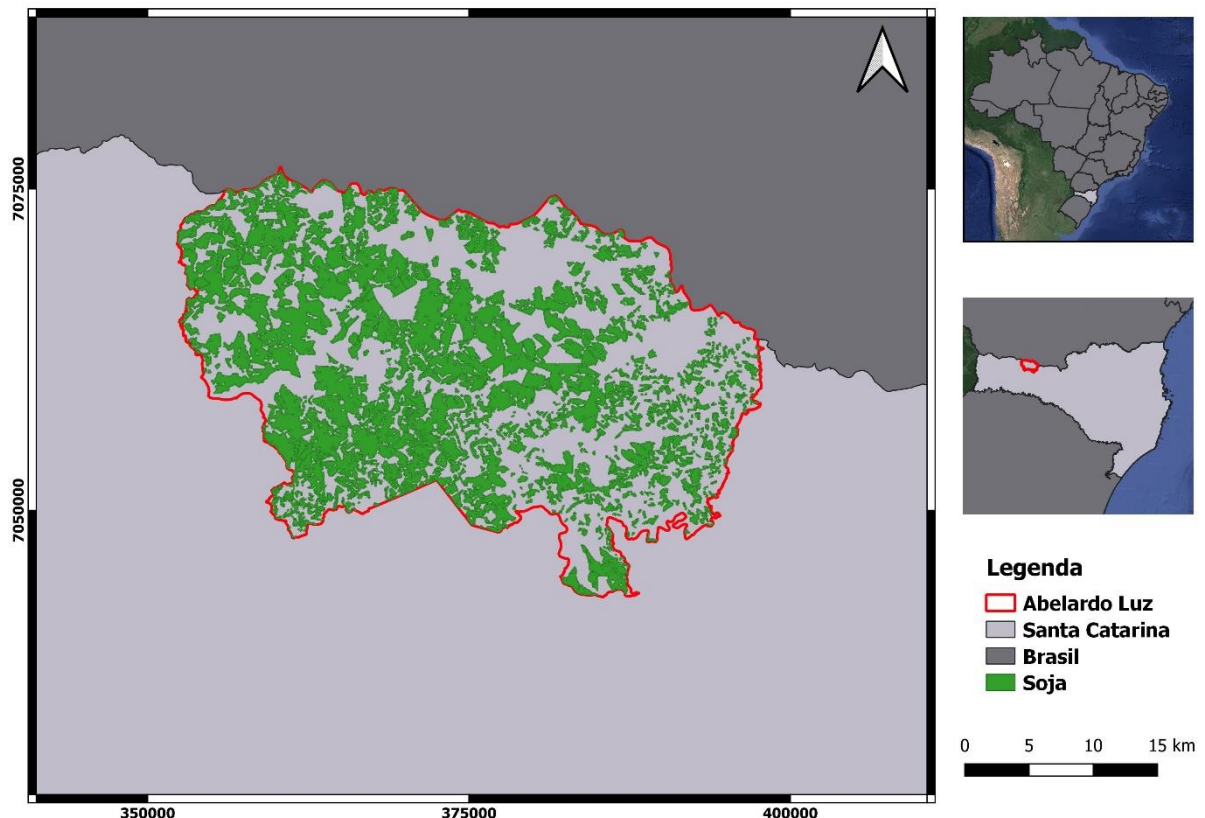 7075000
7050000
350000
375000
400000
Legenda
Abelardo Luz
Santa Catarina
Brasil
Soja
0 5 10 15 km